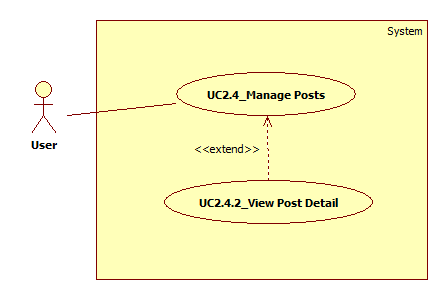 System
UC2.4_Manage Posts
User
<<extend>>
UC2.4.2_View Post Detail